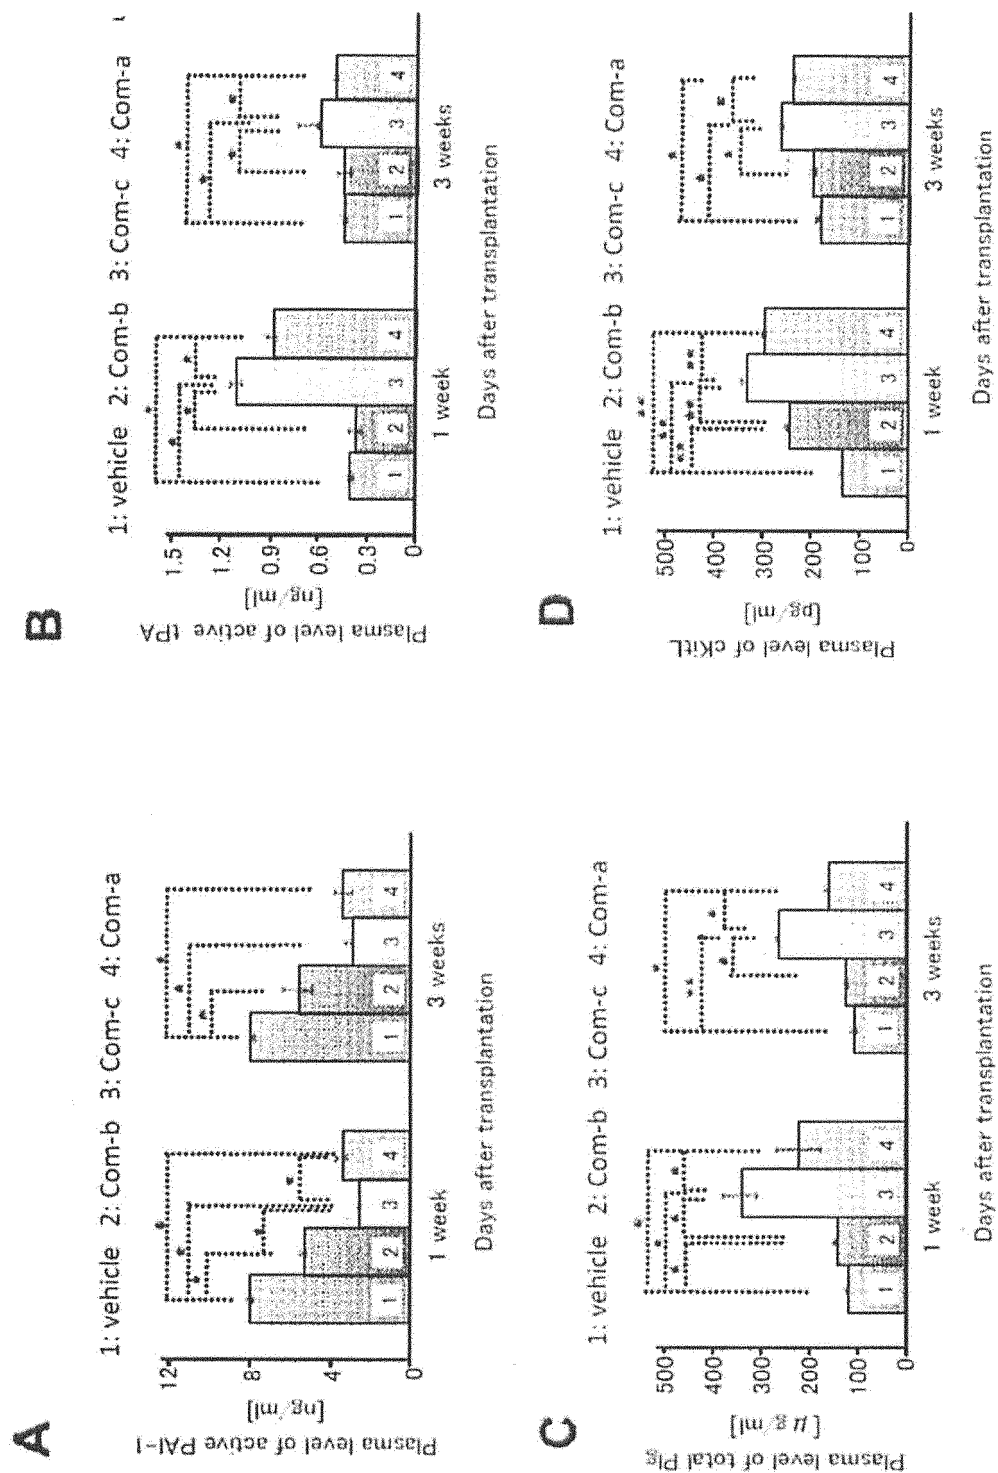 A
1: vehicle 2: Com-b 3: Com-c 4: Com-a
Plasma level of active PAI-1
[ng/ml]
12
8
4
0
1 2 3 4
1 2 3 4
1 week 3 weeks
Days after transplantation
B
1: vehicle 2: Com-b 3: Com-c 4: Com-a
Plasma level of active tPA
[ng/ml]
1.5
1.2
0.9
0.6
0.3
0
1 2 3 4
1 2 3 4
1 week 3 weeks
Days after transplantation
C
1: vehicle 2: Com-b 3: Com-c 4: Com-a
Plasma level of total Plg
[μg/ml]
500
400
300
200
100
0
1 2 3 4
1 2 3 4
1 week 3 weeks
Days after transplantation
D
1: vehicle 2: Com-b 3: Com-c 4: Com-a
Plasma level of cKitL
[pg/ml]
500
400
300
200
100
0
1 2 3 4
1 2 3 4
1 week 3 weeks
Days after transplantation